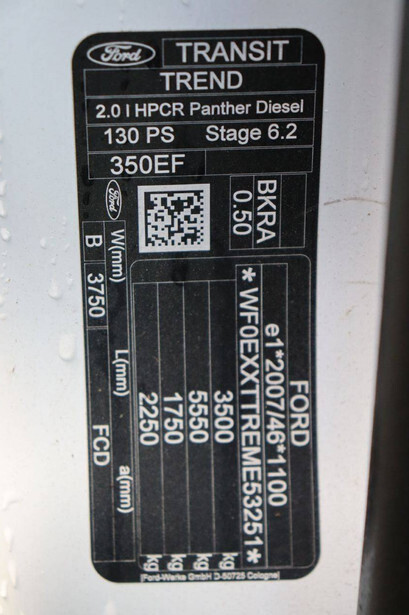 Ford TRANSIT
TREND
2.0 l HPCR Panther Diesel
130 PS Stage 6.2
350EF
Ford
BKRA
0.50
W(mm) L(mm) a(mm)
B 3750 FCD
FORD
e1*2007/46*1100
*WF0EXXTTREME53251*
3500 kg
5550 kg
1750 kg
2250 kg
Ford-Werke GmbH D-50725 Cologne